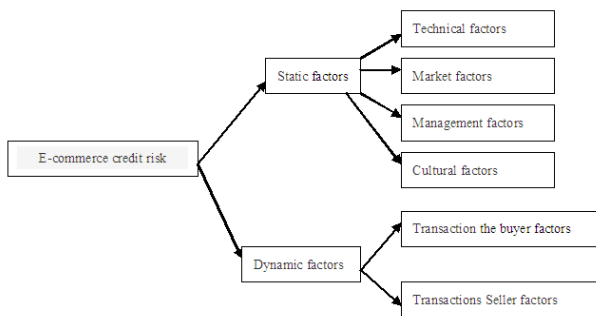 Technical factors
Static factors
Market factors
Management factors
E-commerce credit risk
Cultural factors
Transaction the buyer factors
Dynamic factors
Transactions Seller factors